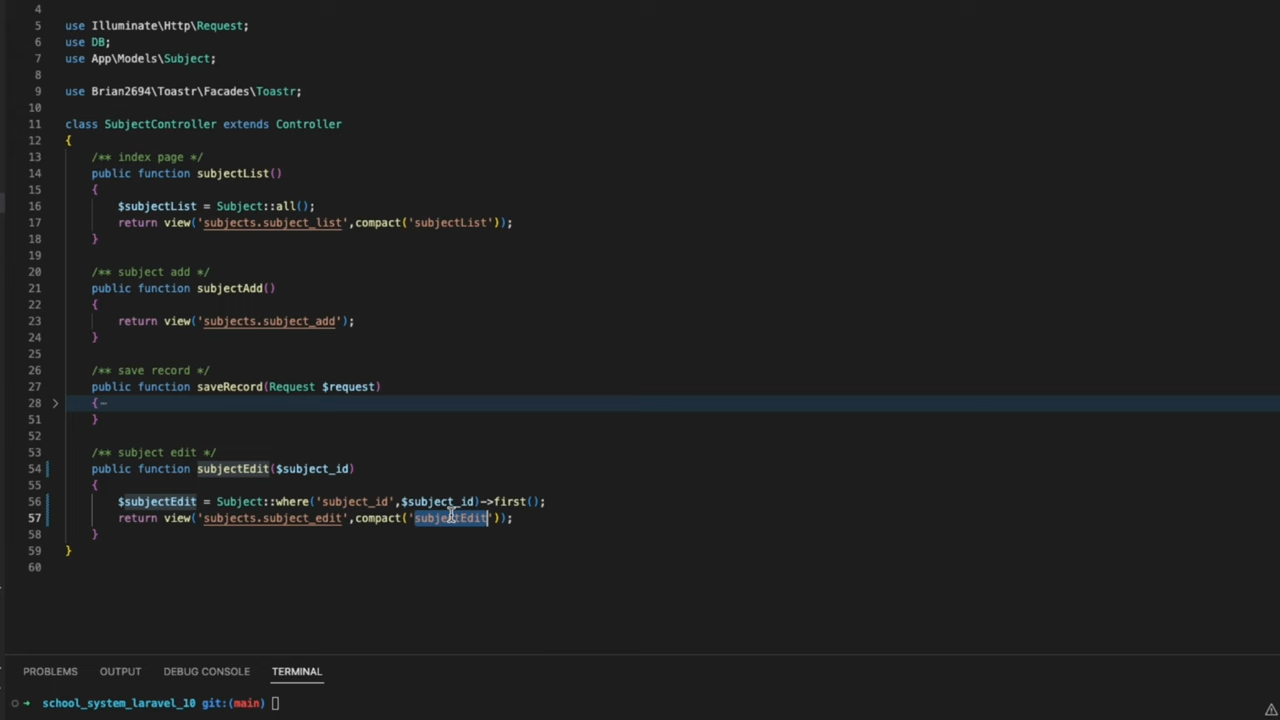 4
5 use Illuminate\Http\Request;
6 use DB;
7 use App\Models\Subject;
8
9 use Brian2694\Toastr\Facades\Toastr;
10
11 class SubjectController extends Controller
12 {
13 /** index page */
14 public function subjectList()
15 {
16 $subjectList = Subject::all();
17 return view('subjects.subject_list',compact('subjectList'));
18 }
19
20 /** subject add */
21 public function subjectAdd()
22 {
23 return view('subjects.subject_add');
24 }
25
26 /** save record */
27 public function saveRecord(Request $request)
28 {⋯
51 }
52
53 /** subject edit */
54 public function subjectEdit($subject_id)
55 {
56 $subjectEdit = Subject::where('subject_id',$subject_id)->first();
57 return view('subjects.subject_edit',compact('subjectEdit'));
58 }
59 }
60
PROBLEMS OUTPUT DEBUG CONSOLE TERMINAL
school_system_laravel_10 git:(main)